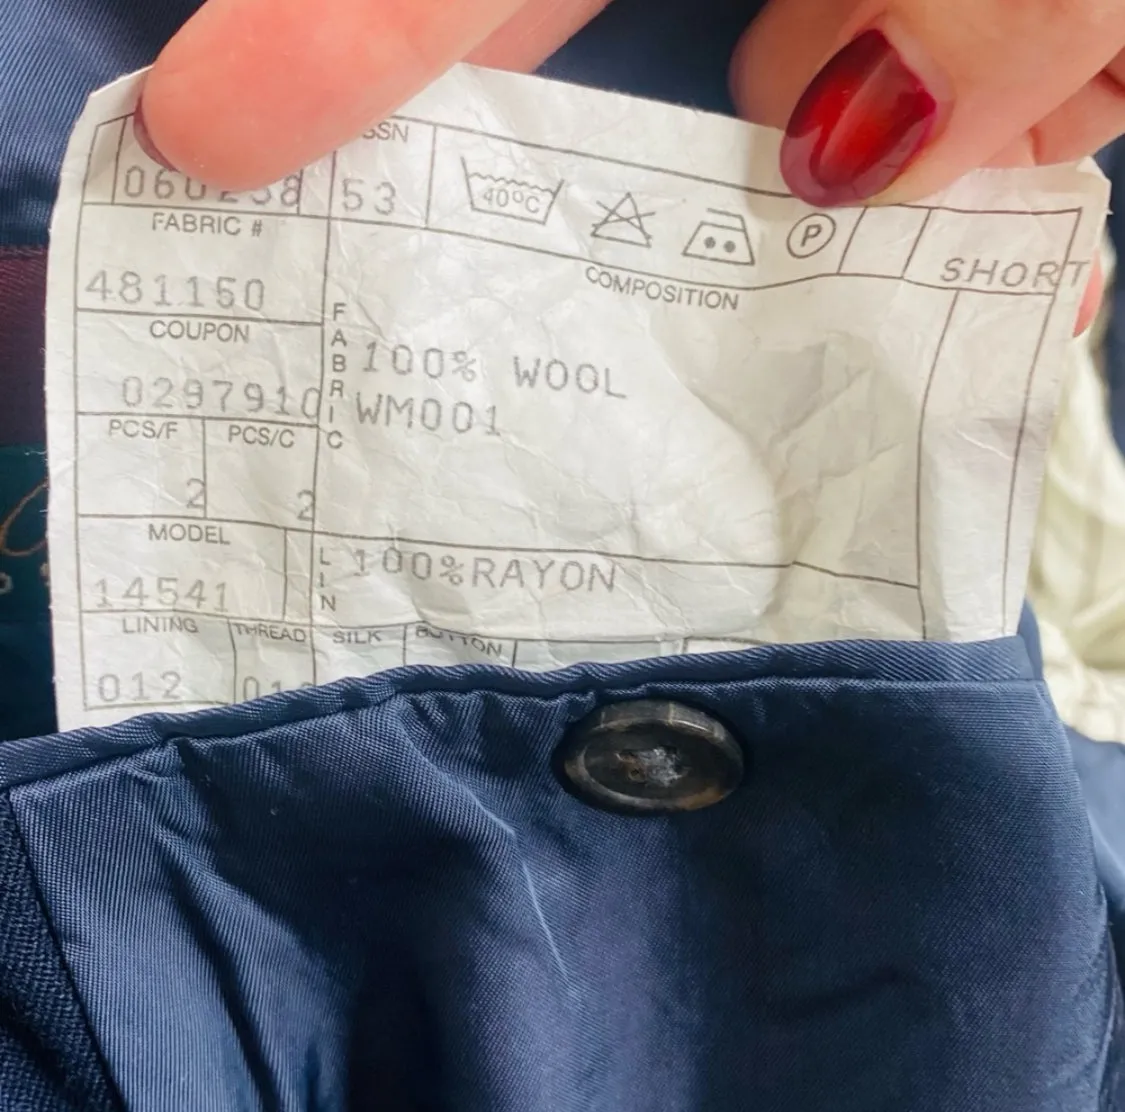 SSN
53
40°C
P
SHORT
FABRIC #
COMPOSITION
481150
COUPON
FABRIC
100% WOOL
0297910
WM001
PCS/F PCS/C
2 2
MODEL
14541
LIN
100%RAYON
LINING THREAD SILK BUTTON
012